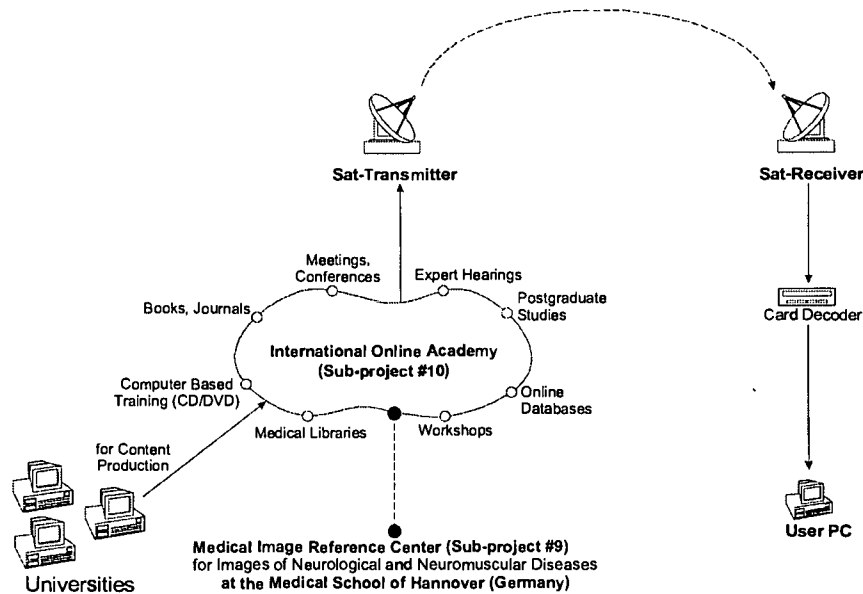 Sat-Transmitter
Sat-Receiver
Meetings,
Conferences
Expert Hearings
Books, Journals
Postgraduate
Studies
Card Decoder
International Online Academy
(Sub-project #10)
Computer Based
Training (CD/DVD)
Online
Databases
Medical Libraries
Workshops
for Content
Production
User PC
Medical Image Reference Center (Sub-project #9)
for Images of Neurological and Neuromuscular Diseases
at the Medical School of Hannover (Germany)
Universities